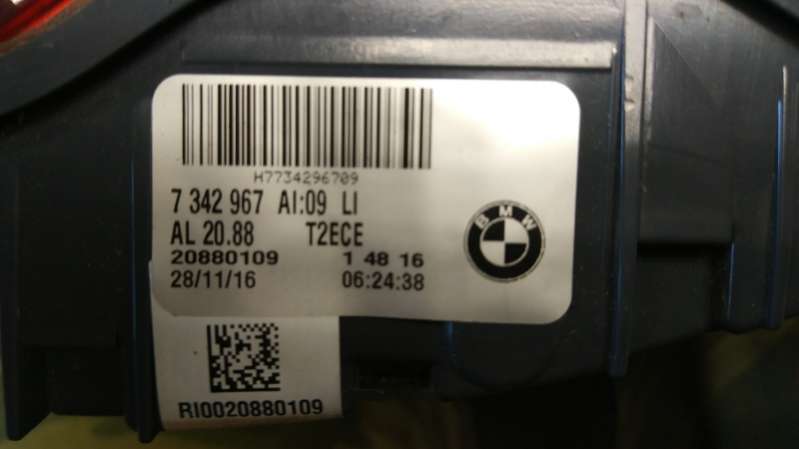 H7734296709
7 342 967 AI:09 LI
AL 20.88 T2ECE
20880109 1 48 16
28/11/16 06:24:38
BMW
RI0020880109